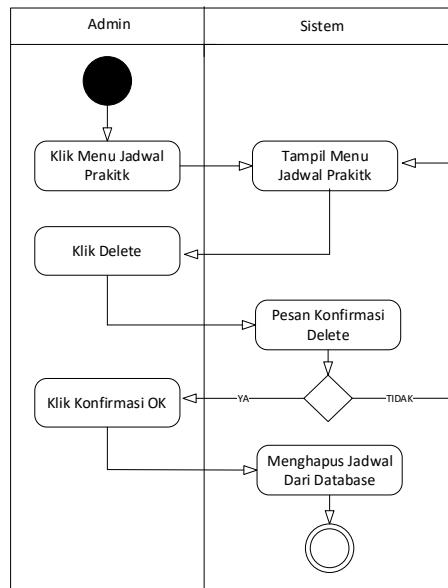 Admin
Sistem
Klik Menu Jadwal
Prakitk
Tampil Menu
Jadwal Prakitk
Klik Delete
Pesan Konfirmasi
Delete
YA
TIDAK
Klik Konfirmasi OK
Menghapus Jadwal
Dari Database